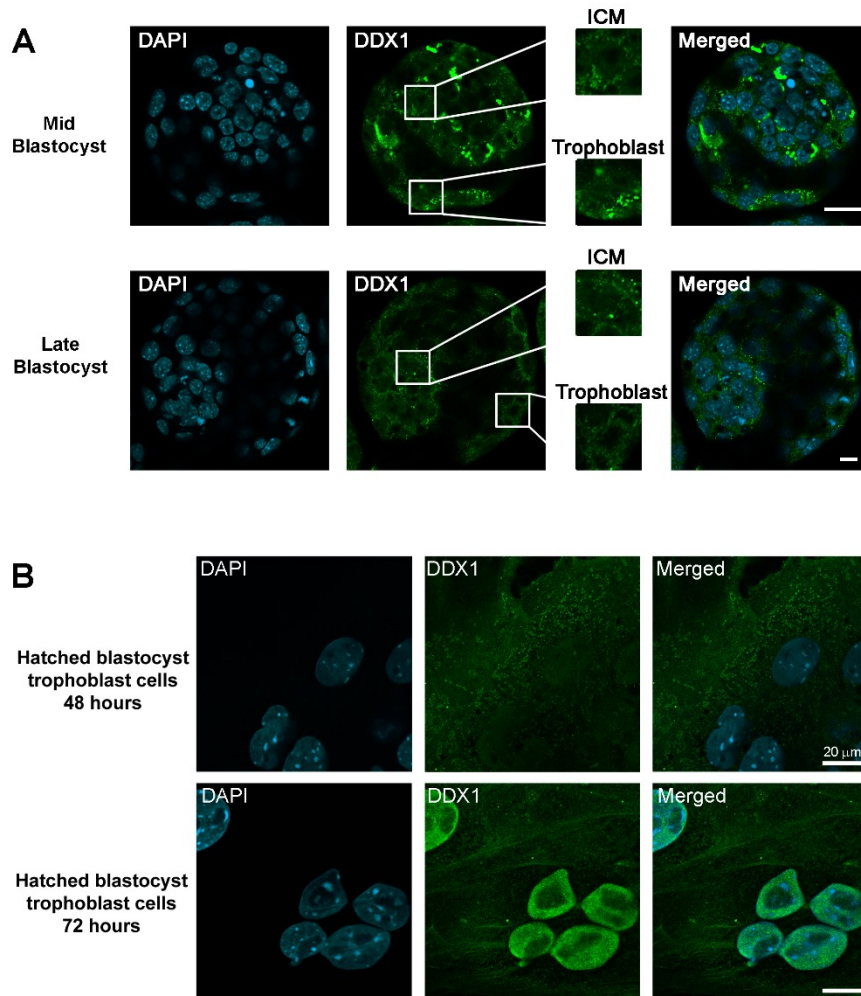 A
DAPI
DDX1
ICM
Merged
Mid
Blastocyst
Trophoblast
DAPI
DDX1
ICM
Merged
Late
Blastocyst
Trophoblast
B
DAPI
DDX1
Merged
Hatched blastocyst
trophoblast cells
48 hours
20 μm
DAPI
DDX1
Merged
Hatched blastocyst
trophoblast cells
72 hours